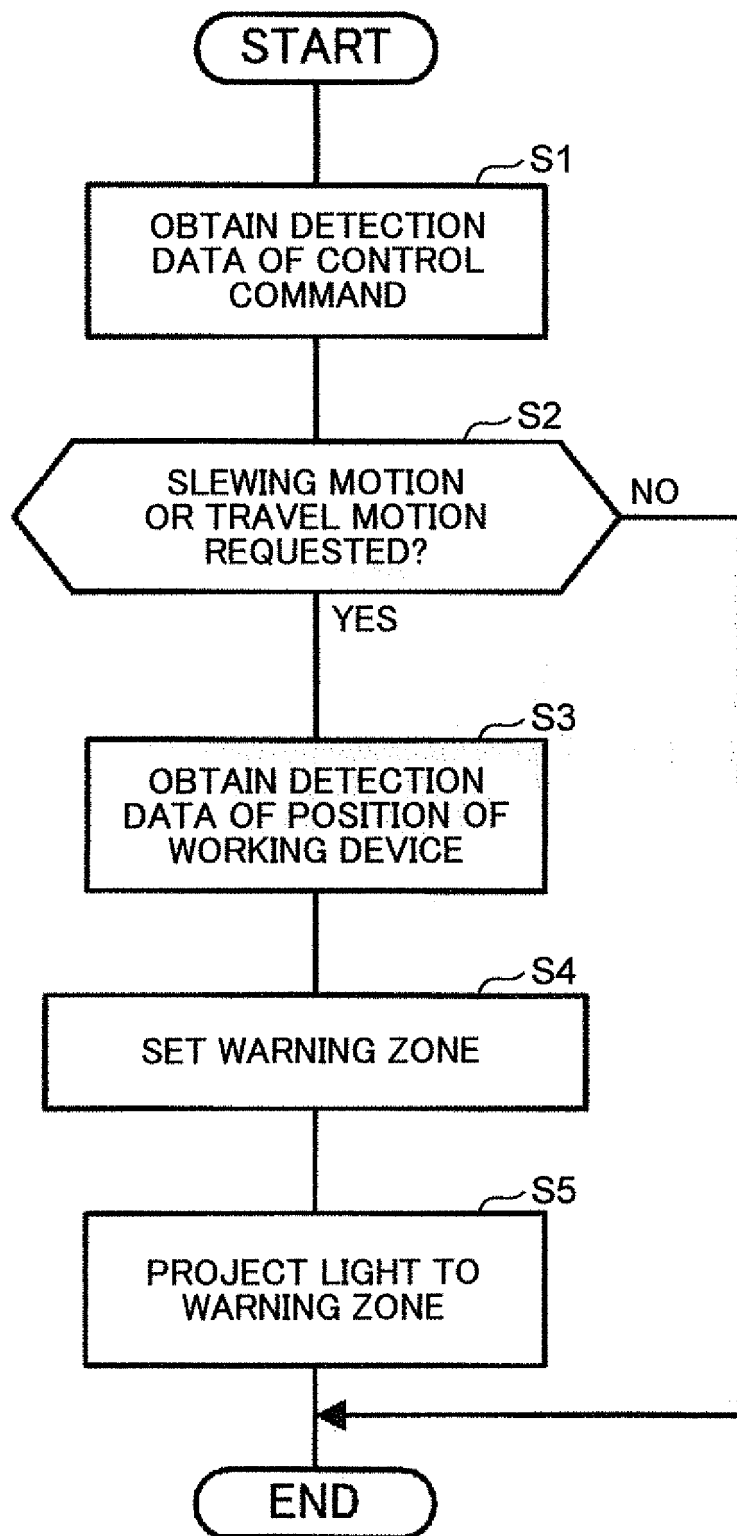 START
S1
OBTAIN DETECTION
DATA OF CONTROL
COMMAND
S2
SLEWING MOTION
OR TRAVEL MOTION
REQUESTED?
NO
YES
S3
OBTAIN DETECTION
DATA OF POSITION OF
WORKING DEVICE
S4
SET WARNING ZONE
S5
PROJECT LIGHT TO
WARNING ZONE
END